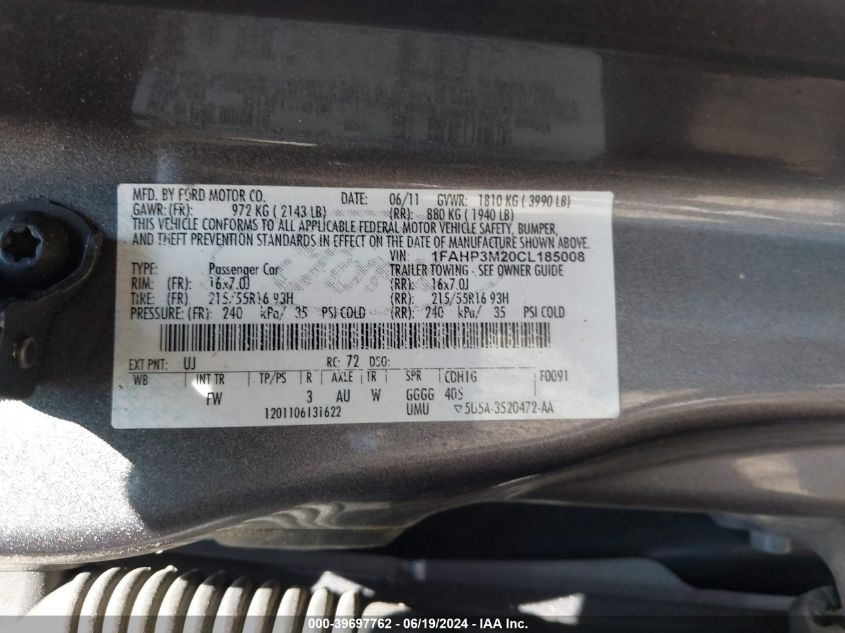 MFD. BY FORD MOTOR CO. DATE: 06/11 GVWR: 1810 KG ( 3990 LB)
GAWR: (FR): 972 KG ( 2143 LB) (RR): 880 KG ( 1940 LB)
THIS VEHICLE CONFORMS TO ALL APPLICABLE FEDERAL MOTOR VEHICLE SAFETY, BUMPER,
AND THEFT PREVENTION STANDARDS IN EFFECT ON THE DATE OF MANUFACTURE SHOWN ABOVE.
VIN: 1FAHP3M20CL185008
TYPE: Passenger Car TRAILER TOWING - SEE OWNER GUIDE
RIM: (FR): 16x7.0J (RR): 16x7.0J
TIRE: (FR): 215/55R16 93H (RR): 215/55R16 93H
PRESSURE: (FR): 240 kPa/ 35 PSI COLD (RR): 240 kPa/ 35 PSI COLD
EXT PNT: UJ RC: 72 DSO:
WB INT TR TP/PS R AXLE TR SPR CDH1G F0091
FW 3 AU W GGGG 40S
1201106131622 UMU 5U5A-3520472-AA
000-39697762 - 06/19/2024 - IAA Inc.